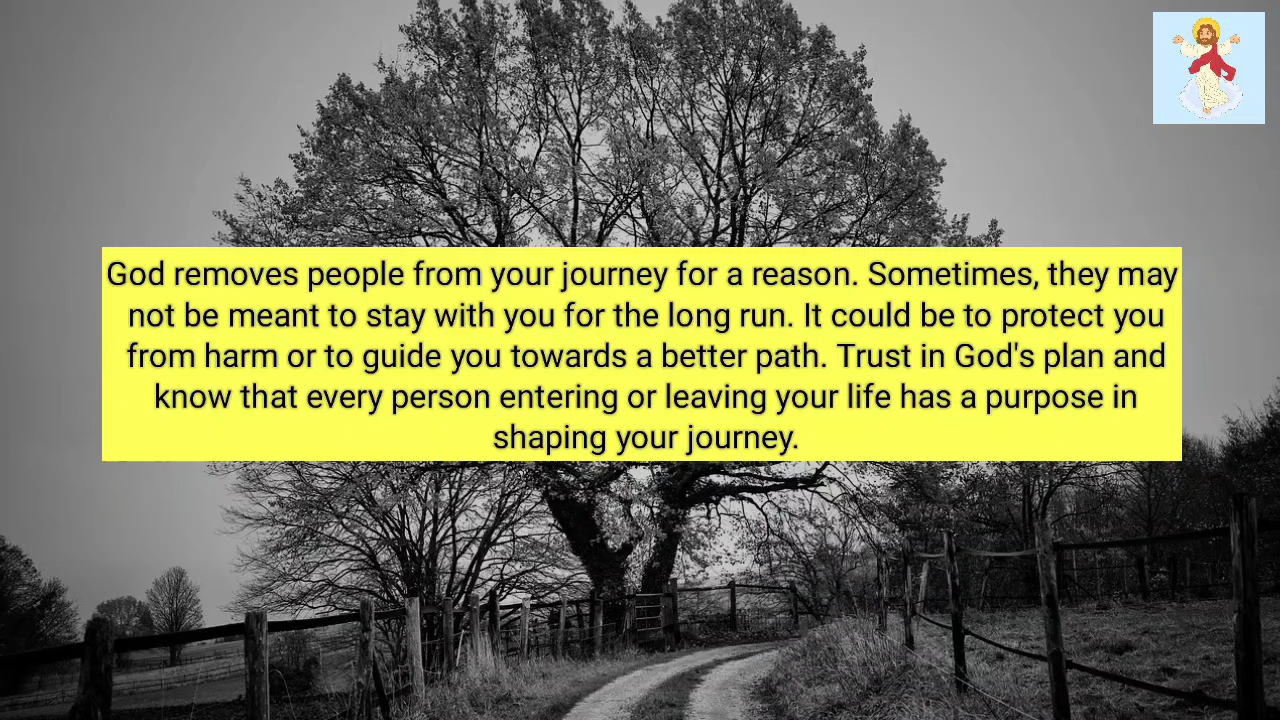 God removes people from your journey for a reason. Sometimes, they may
not be meant to stay with you for the long run. It could be to protect you
from harm or to guide you towards a better path. Trust in God's plan and
know that every person entering or leaving your life has a purpose in
shaping your journey.